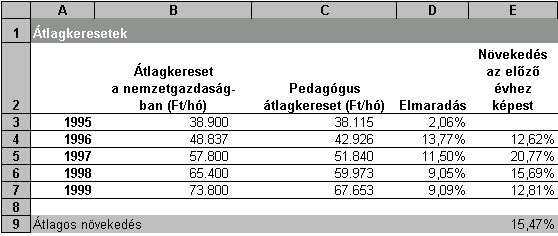 A B C D E
1 Átlagkeresetek
2 Átlagkereset a nemzetgazdaság-ban (Ft/hó) Pedagógus átlagkereset (Ft/hó) Elmaradás Növekedés az előző évhez képest
3 1995 38.900 38.115 2,06%
4 1996 48.837 42.926 13,77% 12,62%
5 1997 57.800 51.840 11,50% 20,77%
6 1998 65.400 59.973 9,05% 15,69%
7 1999 73.800 67.653 9,09% 12,81%
8
9 Átlagos növekedés 15,47%